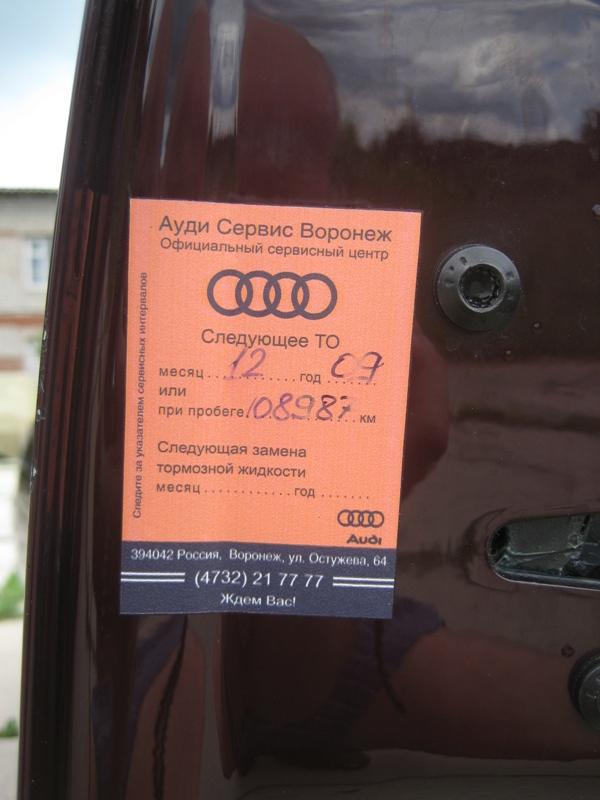 Ауди Сервис Воронеж
Официальный сервисный центр
Следующее ТО
месяц 12 год 07
или
при пробеге 108987 км
Следующая замена
тормозной жидкости
месяц год
Audi
394042 Россия, Воронеж, ул. Остужева, 64
(4732) 21 77 77
Ждем Вас!
Следите за указателем сервисных интервалов